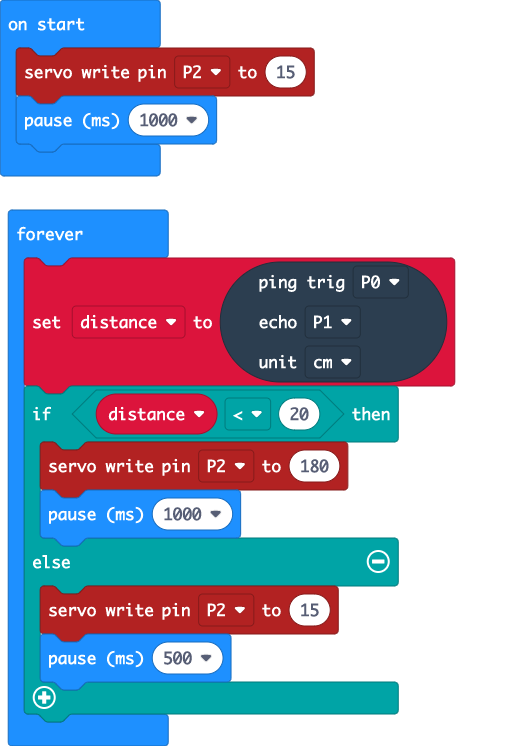 on start
servo write pin P2 to 15
pause (ms) 1000
forever
set distance to ping trig P0
echo P1
unit cm
if distance < 20 then
servo write pin P2 to 180
pause (ms) 1000
else
servo write pin P2 to 15
pause (ms) 500